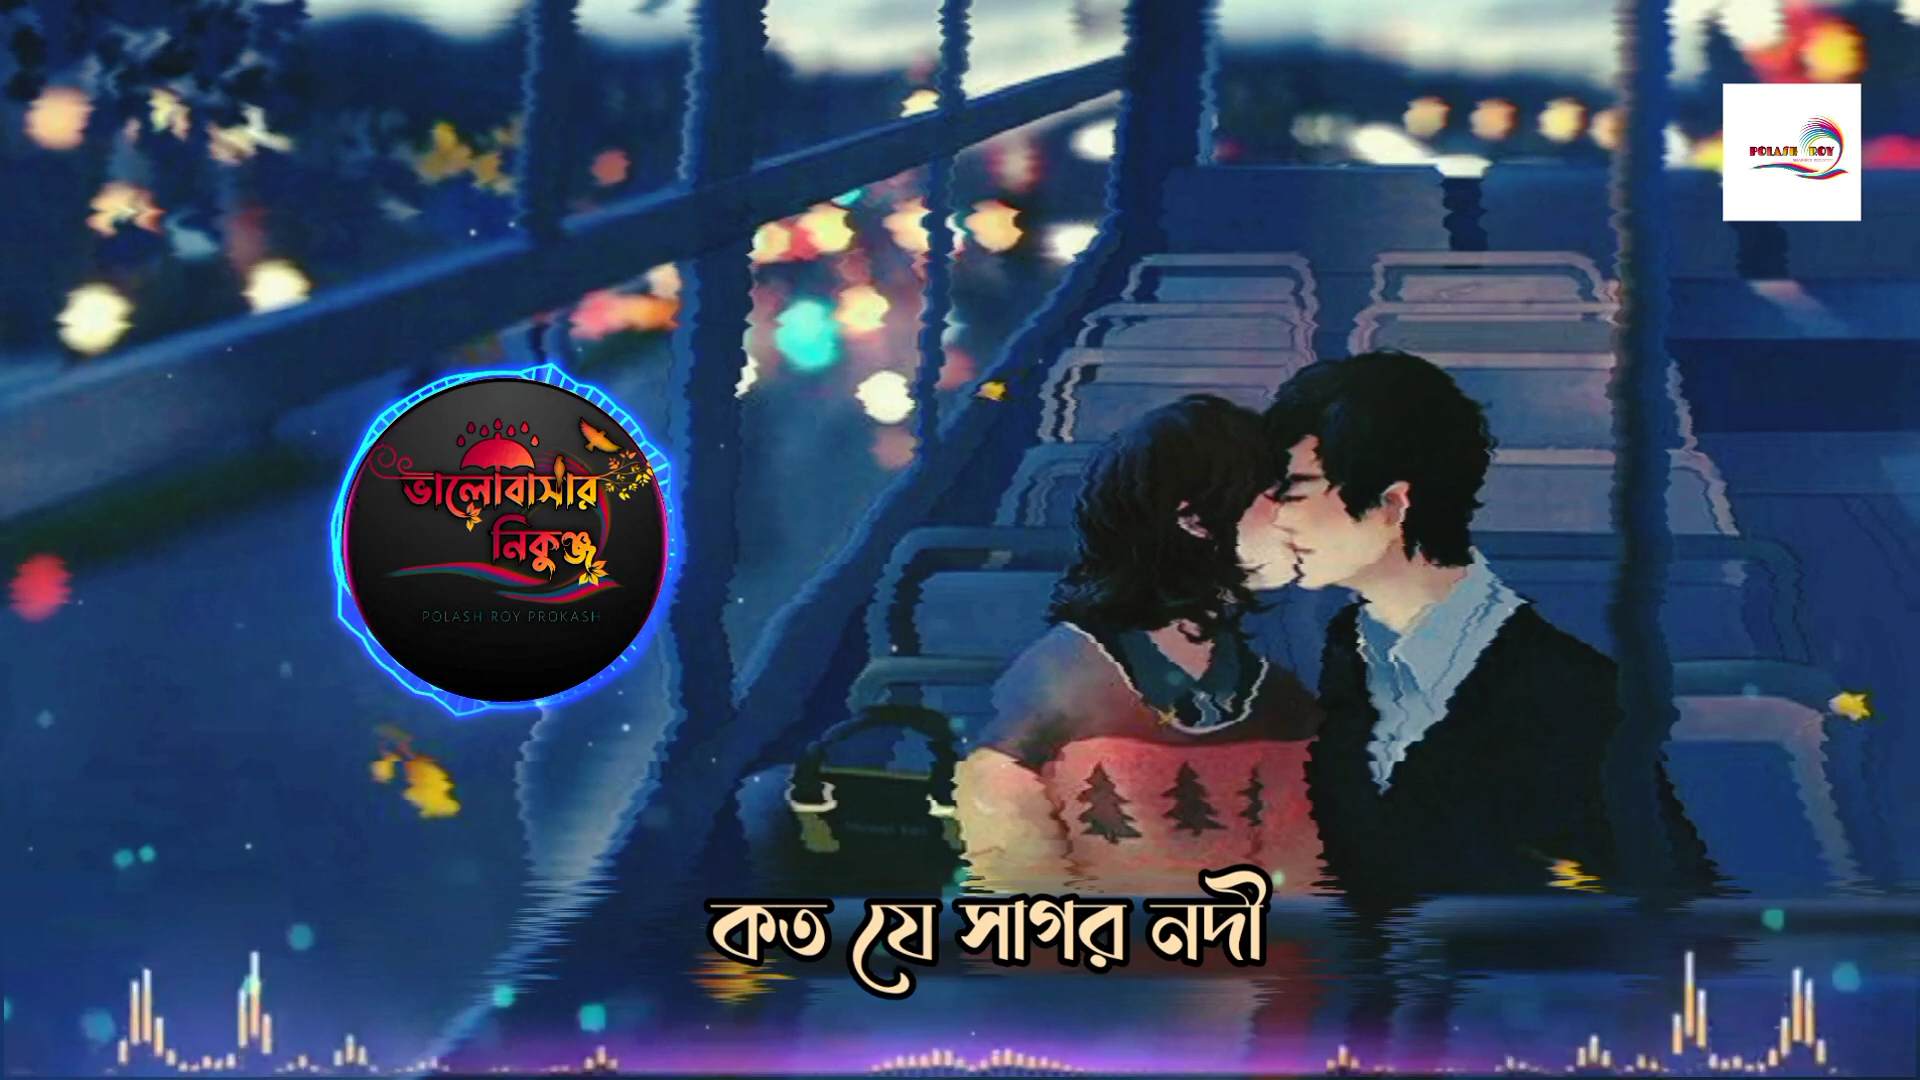 POLASH ROY
ভালোবাসার
নিকুঞ্জ
POLASH ROY PROKASH
কত যে সাগর নদী